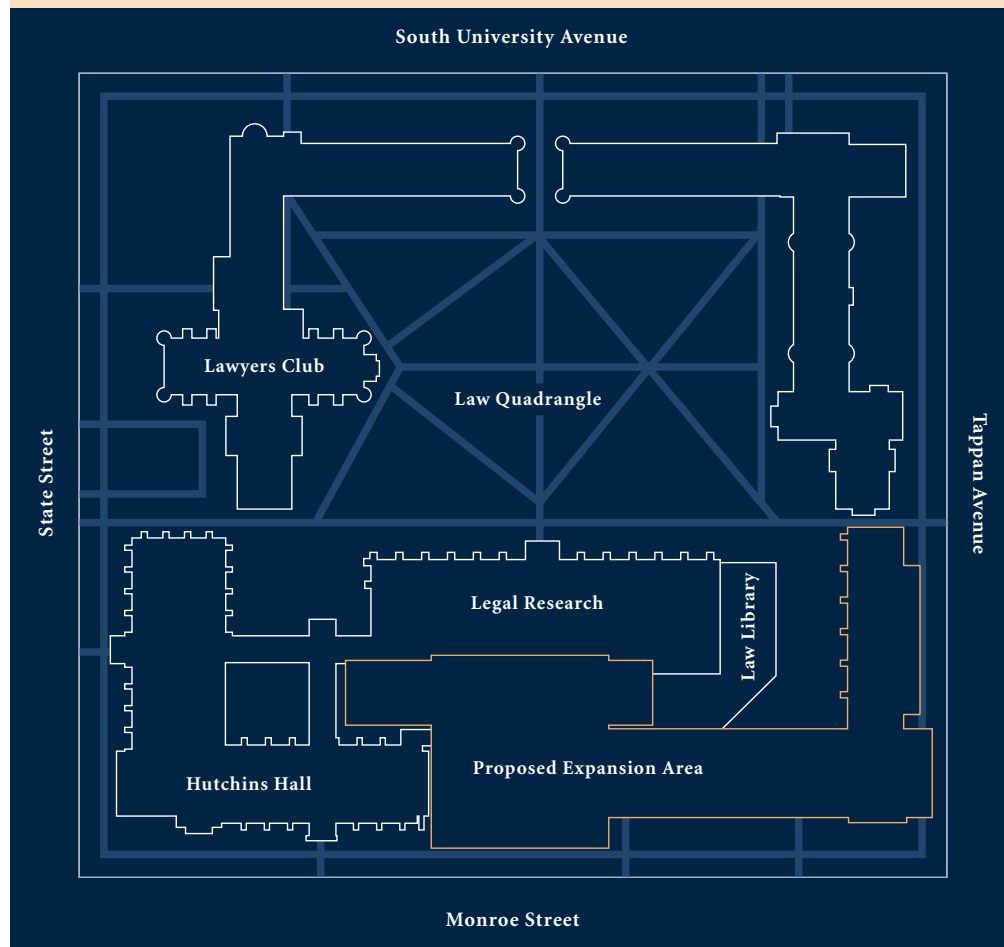 South University Avenue
Lawyers Club
Law Quadrangle
State Street
Tappan Avenue
Legal Research
Law Library
Proposed Expansion Area
Hutchins Hall
Monroe Street